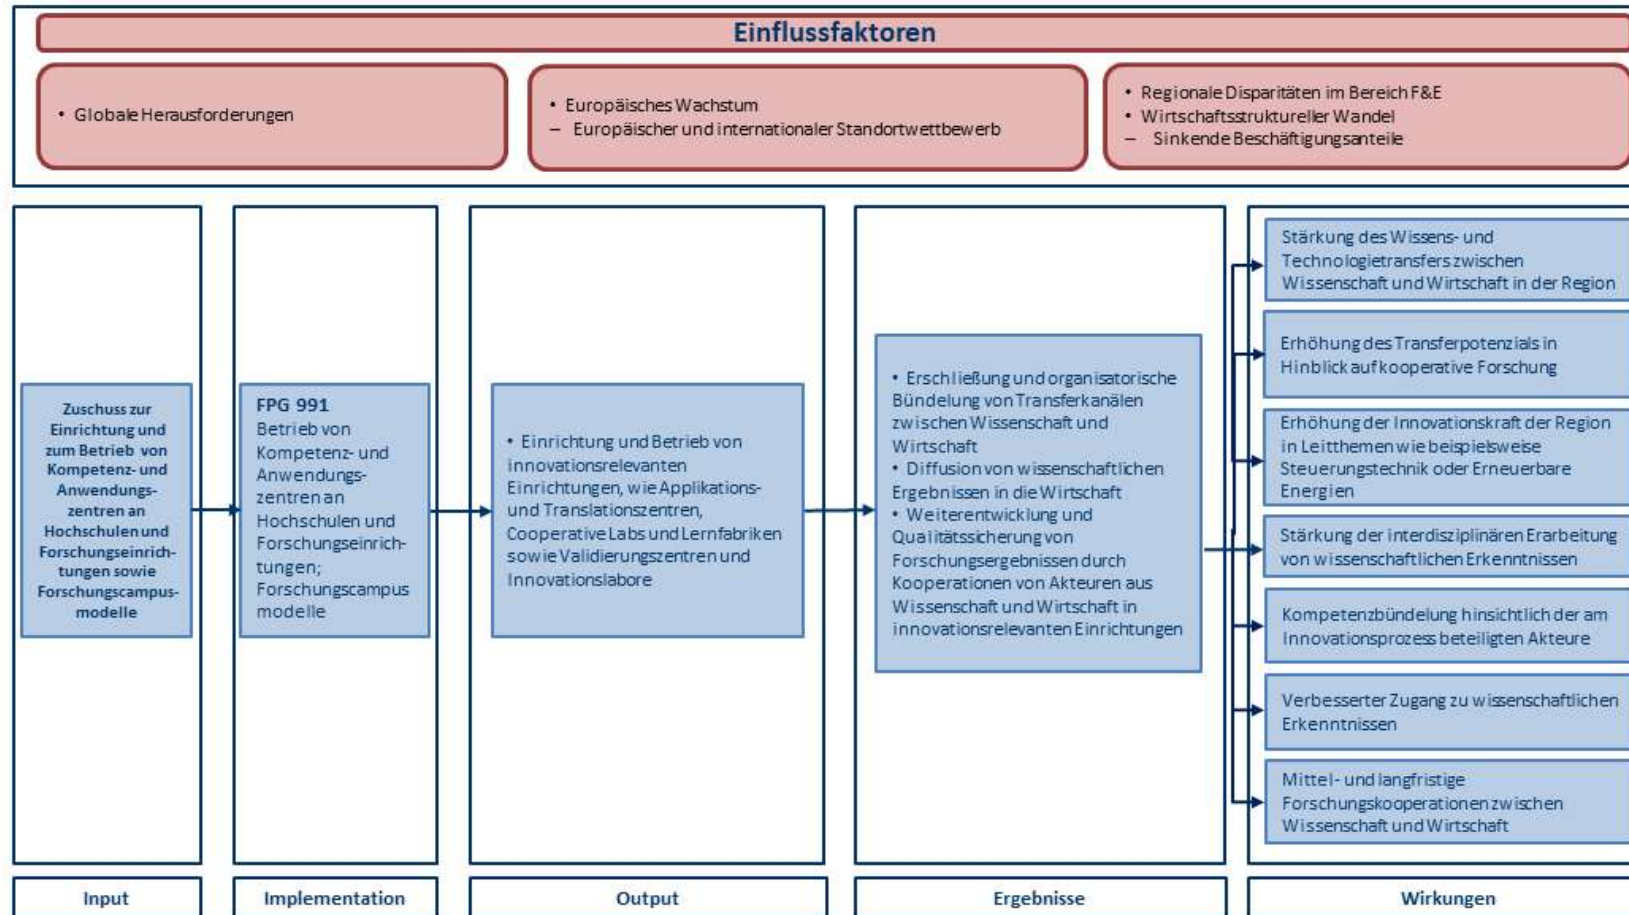 Einflussfaktoren
• Globale Herausforderungen
• Europäisches Wachstum
– Europäischer und internationaler Standortwettbewerb
• Regionale Disparitäten im Bereich F&E
• Wirtschaftsstruktureller Wandel
– Sinkende Beschäftigungsanteile
Zuschuss zur
Einrichtung und
zum Betrieb von
Kompetenz- und
Anwendungs-
zentren an
Hochschulen und
Forschungseinrich-
tungen sowie
Forschungscampus-
modelle
FPG 991
Betrieb von
Kompetenz- und
Anwendungs-
zentren an
Hochschulen und
Forschungseinrich-
tungen;
Forschungscampus
modelle
• Einrichtung und Betrieb von
innovationsrelevanten
Einrichtungen, wie Applikations-
und Translationszentren,
Cooperative Labs und Lernfabriken
sowie Validierungszentren und
Innovationslabore
• Erschließung und organisatorische
Bündelung von Transferkanälen
zwischen Wissenschaft und
Wirtschaft
• Diffusion von wissenschaftlichen
Ergebnissen in die Wirtschaft
• Weiterentwicklung und
Qualitätssicherung von
Forschungsergebnissen durch
Kooperationen von Akteuren aus
Wissenschaft und Wirtschaft in
innovationsrelevanten Einrichtungen
Stärkung des Wissens- und
Technologietransfers zwischen
Wissenschaft und Wirtschaft in der Region
Erhöhung des Transferpotenzials in
Hinblick auf kooperative Forschung
Erhöhung der Innovationskraft der Region
in Leitthemen wie beispielsweise
Steuerungstechnik oder Erneuerbare
Energien
Stärkung der interdisziplinären Erarbeitung
von wissenschaftlichen Erkenntnissen
Kompetenzbündelung hinsichtlich der am
Innovationsprozess beteiligten Akteure
Verbesserter Zugang zu wissenschaftlichen
Erkenntnissen
Mittel- und langfristige
Forschungskooperationen zwischen
Wissenschaft und Wirtschaft
Input
Implementation
Output
Ergebnisse
Wirkungen